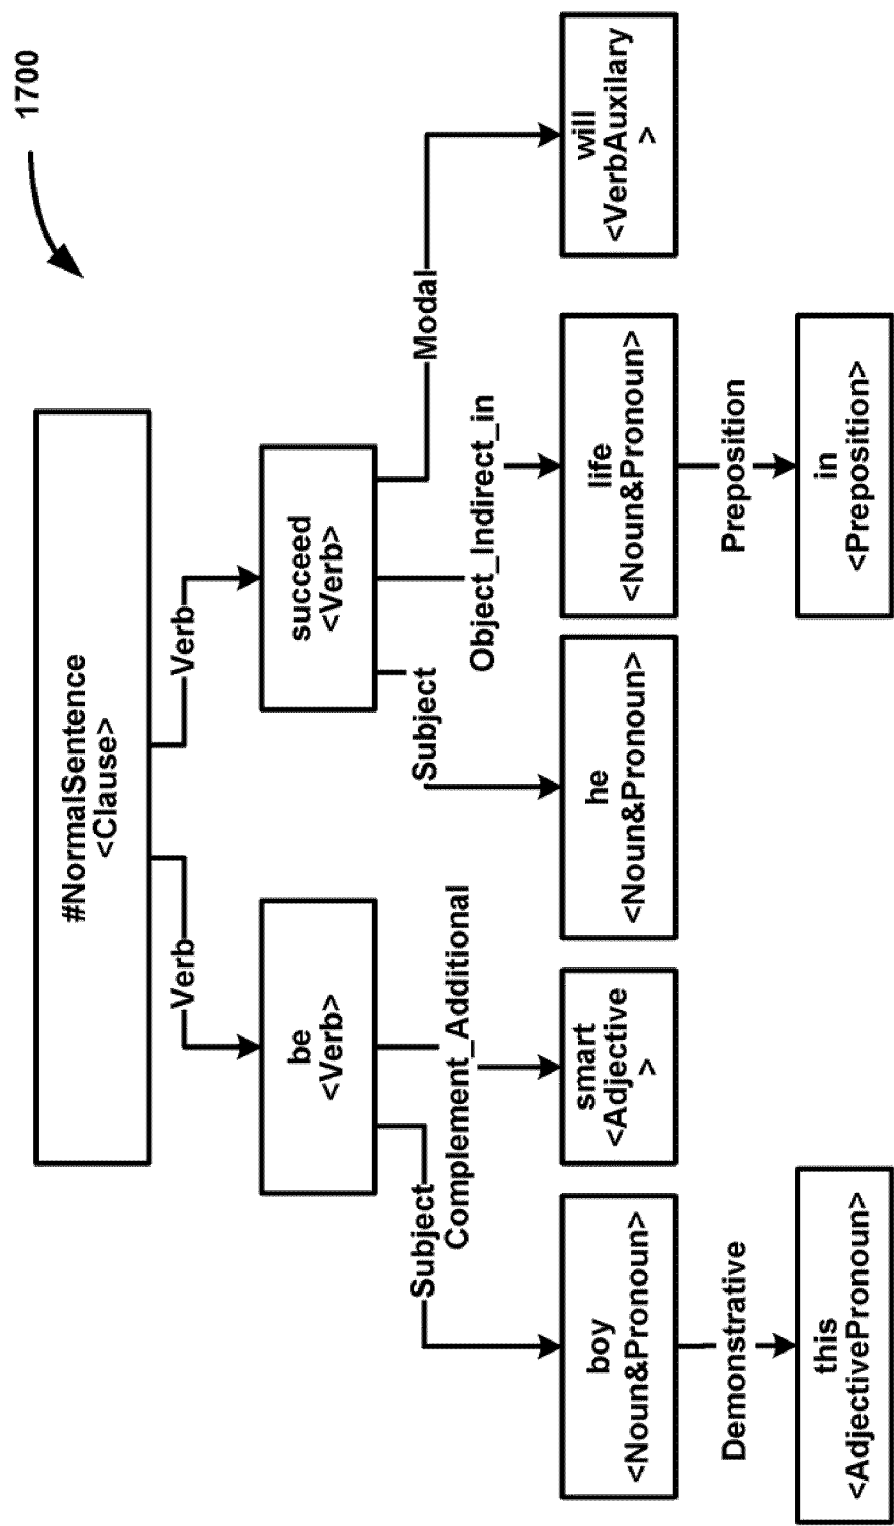 1700
#NormalSentence
<Clause>
Verb
Verb
be
<Verb>
succeed
<Verb>
Subject
Complement_Additional
Subject
Object_Indirect_in
Modal
boy
<Noun&Pronoun>
smart
<Adjective
>
he
<Noun&Pronoun>
life
<Noun&Pronoun>
will
<VerbAuxilary
>
Demonstrative
Preposition
this
<AdjectivePronoun>
in
<Preposition>